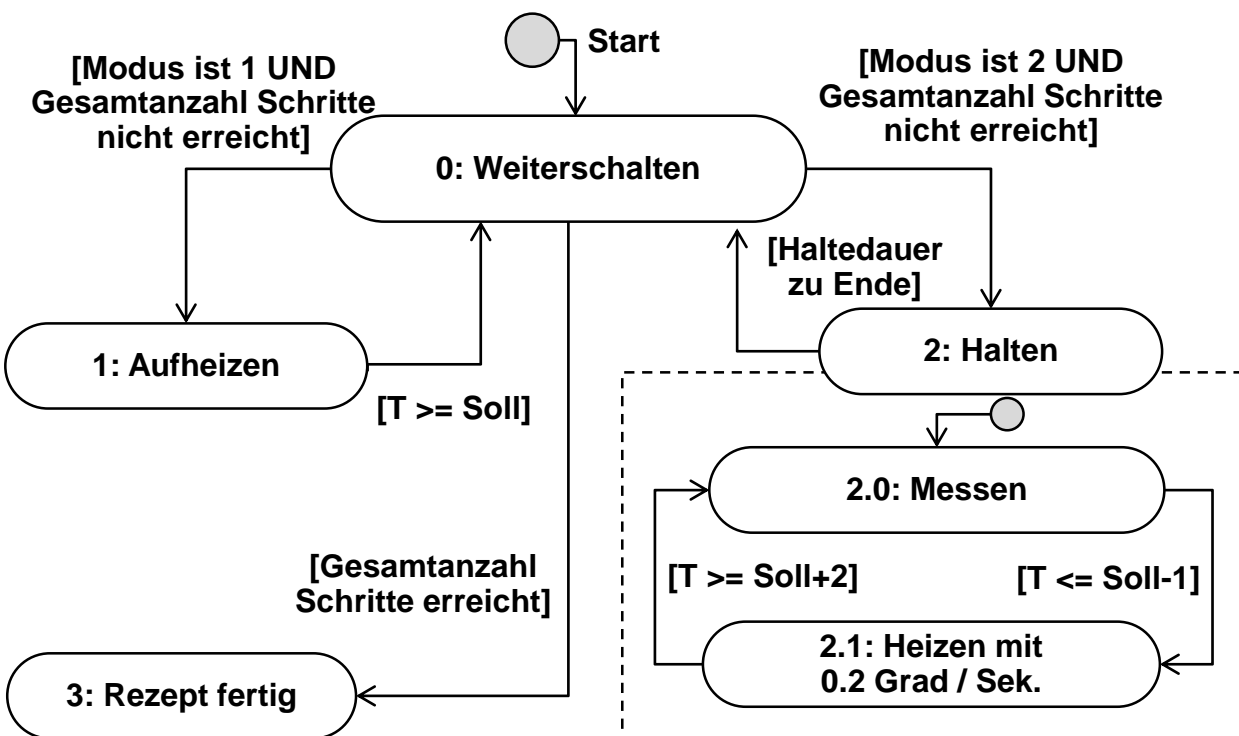 Start
[Modus ist 1 UND
Gesamtanzahl Schritte
nicht erreicht]
[Modus ist 2 UND
Gesamtanzahl Schritte
nicht erreicht]
0: Weiterschalten
[Haltedauer
zu Ende]
1: Aufheizen
2: Halten
[T >= Soll]
2.0: Messen
[Gesamtanzahl
Schritte erreicht]
[T >= Soll+2]
[T <= Soll-1]
2.1: Heizen mit
0.2 Grad / Sek.
3: Rezept fertig